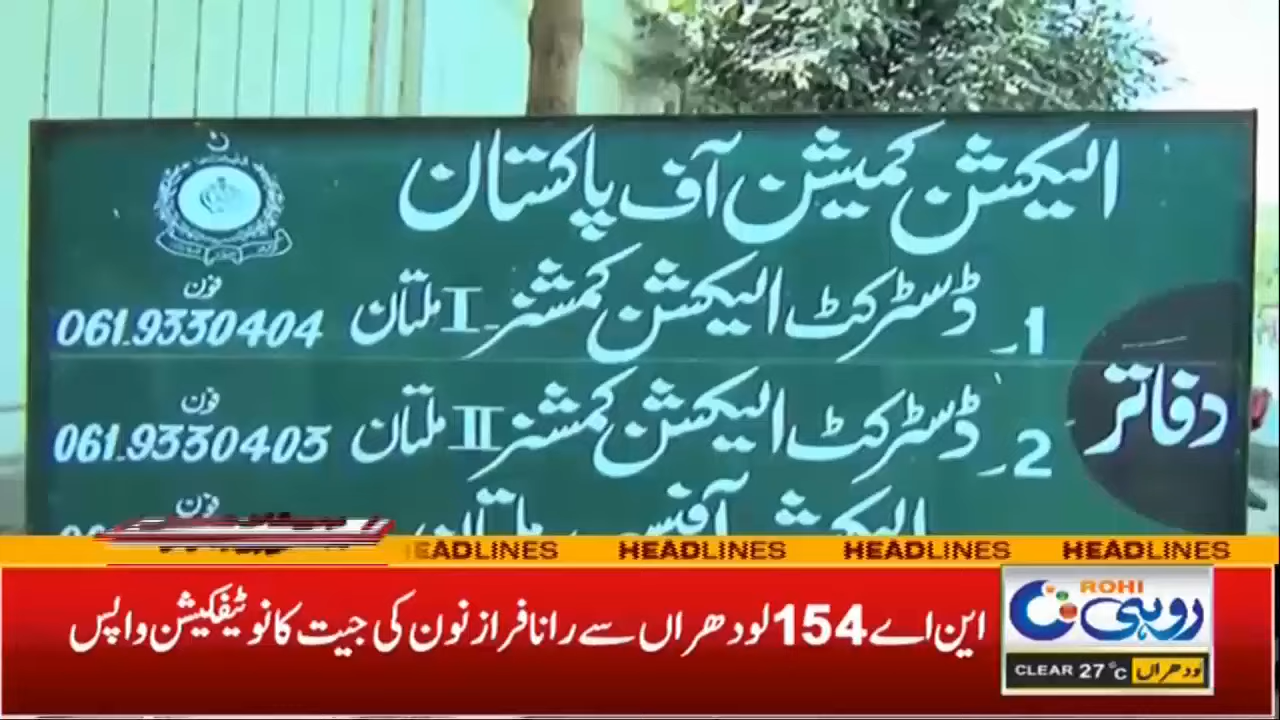 الیکشن کمیشن آف پاکستان
دفاتر
1۔ ڈسٹرکٹ الیکشن کمشنر I ملتان
فون
061.9330404
2۔ ڈسٹرکٹ الیکشن کمشنر II ملتان
فون
061.9330403
فون
HEADLINES HEADLINES HEADLINES HEADLINES
این اے 154 لودھراں سے رانا فراز نون کی جیت کا نوٹیفکیشن واپس
ROHI
روہی
CLEAR 27°C لودھراں